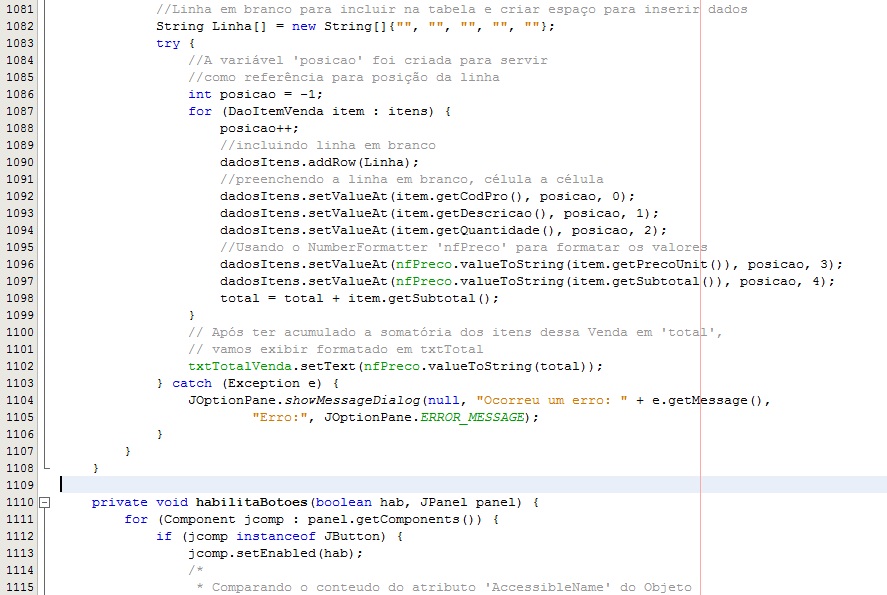 1081 //Linha em branco para incluir na tabela e criar espaço para inserir dados
1082 String Linha[] = new String[]{"", "", "", "", ""};
1083 try {
1084 //A variável 'posicao' foi criada para servir
1085 //como referência para posição da linha
1086 int posicao = -1;
1087 for (DaoItemVenda item : itens) {
1088 posicao++;
1089 //incluindo linha em branco
1090 dadosItens.addRow(Linha);
1091 //preenchendo a linha em branco, célula a célula
1092 dadosItens.setValueAt(item.getCodPro(), posicao, 0);
1093 dadosItens.setValueAt(item.getDescricao(), posicao, 1);
1094 dadosItens.setValueAt(item.getQuantidade(), posicao, 2);
1095 //Usando o NumberFormatter 'nfPreco' para formatar os valores
1096 dadosItens.setValueAt(nfPreco.valueToString(item.getPrecoUnit()), posicao, 3);
1097 dadosItens.setValueAt(nfPreco.valueToString(item.getSubtotal()), posicao, 4);
1098 total = total + item.getSubtotal();
1099 }
1100 // Após ter acumulado a somatória dos itens dessa Venda em 'total',
1101 // vamos exibir formatado em txtTotal
1102 txtTotalVenda.setText(nfPreco.valueToString(total));
1103 } catch (Exception e) {
1104 JOptionPane.showMessageDialog(null, "Ocorreu um erro: " + e.getMessage(),
1105 "Erro:", JOptionPane.ERROR_MESSAGE);
1106 }
1107 }
1108 }
1109
1110 private void habilitaBotoes(boolean hab, JPanel panel) {
1111 for (Component jcomp : panel.getComponents()) {
1112 if (jcomp instanceof JButton) {
1113 jcomp.setEnabled(hab);
1114 /*
1115 * Comparando o conteudo do atributo 'AccessibleName' do Objeto